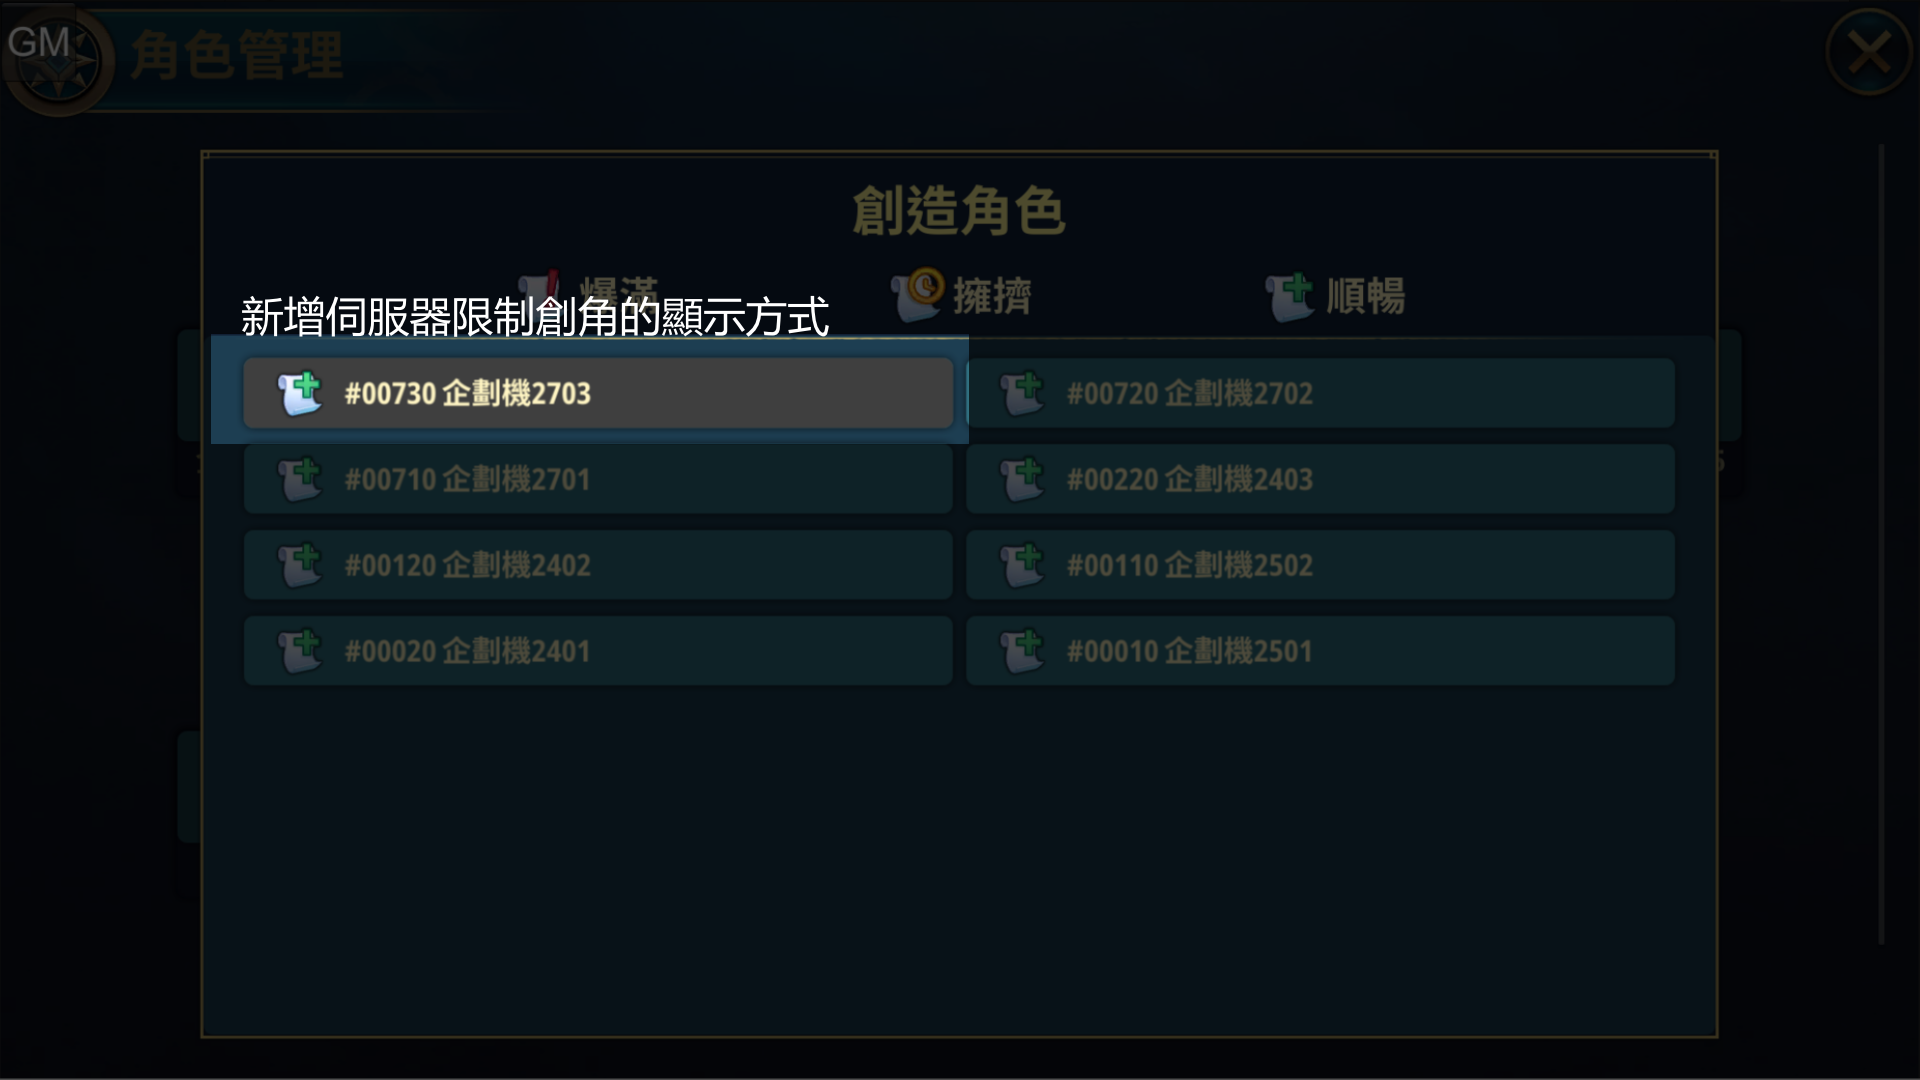 GM
角色管理
創造角色
爆滿
擁擠
順暢
新增伺服器限制創角的顯示方式
#00730 企劃機2703
#00720 企劃機2702
#00710 企劃機2701
#00220 企劃機2403
#00120 企劃機2402
#00110 企劃機2502
#00020 企劃機2401
#00010 企劃機2501